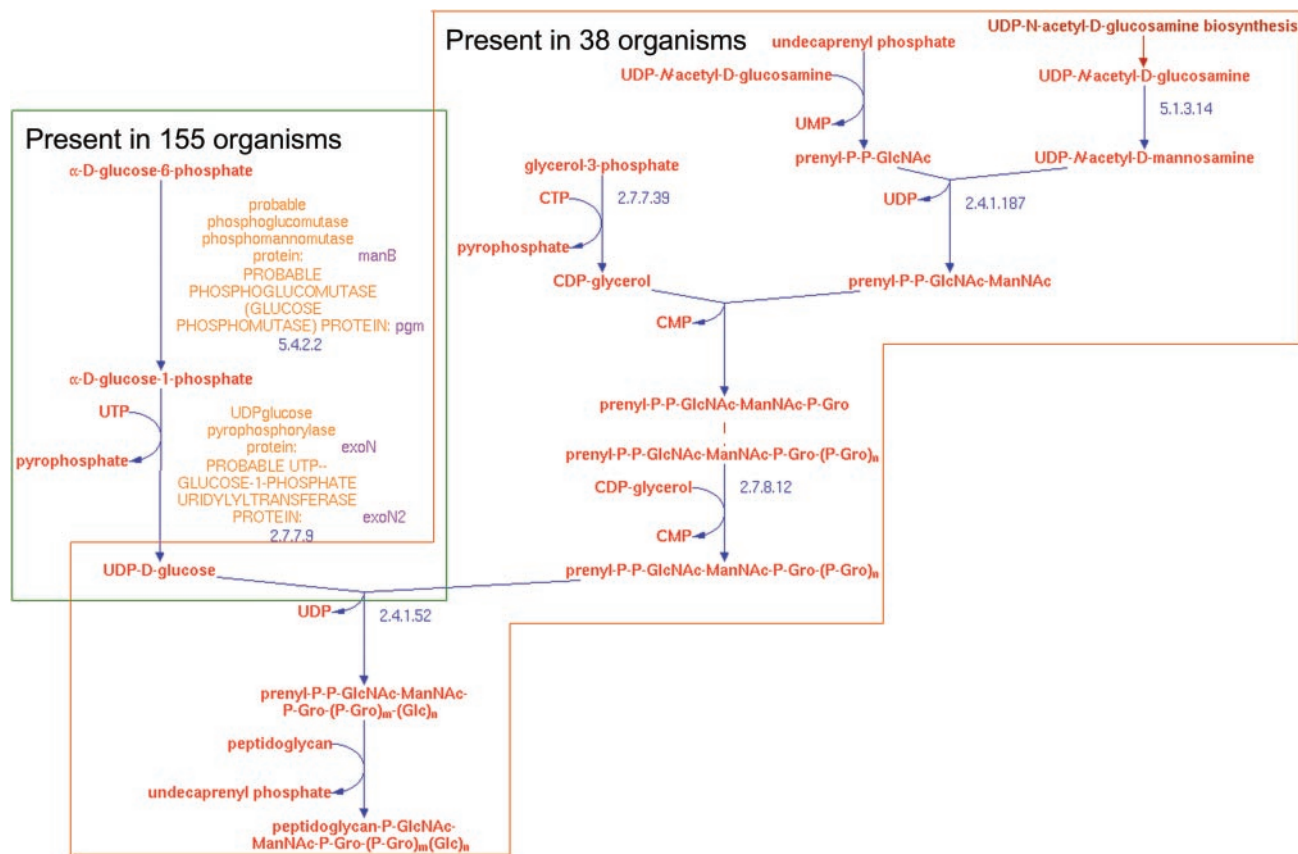 Present in 38 organisms
undecaprenyl phosphate
UDP-N-acetyl-D-glucosamine biosynthesis
UDP-N-acetyl-D-glucosamine
UDP-N-acetyl-D-glucosamine
5.1.3.14
UMP
prenyl-P-P-GlcNAc
UDP-N-acetyl-D-mannosamine
UDP
2.4.1.187
glycerol-3-phosphate
CTP
2.7.7.39
pyrophosphate
CDP-glycerol
prenyl-P-P-GlcNAc-ManNAc
CMP
prenyl-P-P-GlcNAc-ManNAc-P-Gro
prenyl-P-P-GlcNAc-ManNAc-P-Gro-(P-Gro)n
CDP-glycerol
2.7.8.12
CMP
prenyl-P-P-GlcNAc-ManNAc-P-Gro-(P-Gro)n
Present in 155 organisms
α-D-glucose-6-phosphate
probable
phosphoglucomutase
phosphomannomutase
protein: manB
PROBABLE
PHOSPHOGLUCOMUTASE
(GLUCOSE
PHOSPHOMUTASE) PROTEIN: pgm
5.4.2.2
α-D-glucose-1-phosphate
UTP
UDPglucose
pyrophosphorylase
protein: exoN
pyrophosphate
PROBABLE UTP--
GLUCOSE-1-PHOSPHATE
URIDYLYLTRANSFERASE
PROTEIN: exoN2
2.7.7.9
UDP-D-glucose
UDP
2.4.1.52
prenyl-P-P-GlcNAc-ManNAc-
P-Gro-(P-Gro)m-(Glc)n
peptidoglycan
undecaprenyl phosphate
peptidoglycan-P-GlcNAc-
ManNAc-P-Gro-(P-Gro)m(Glc)n